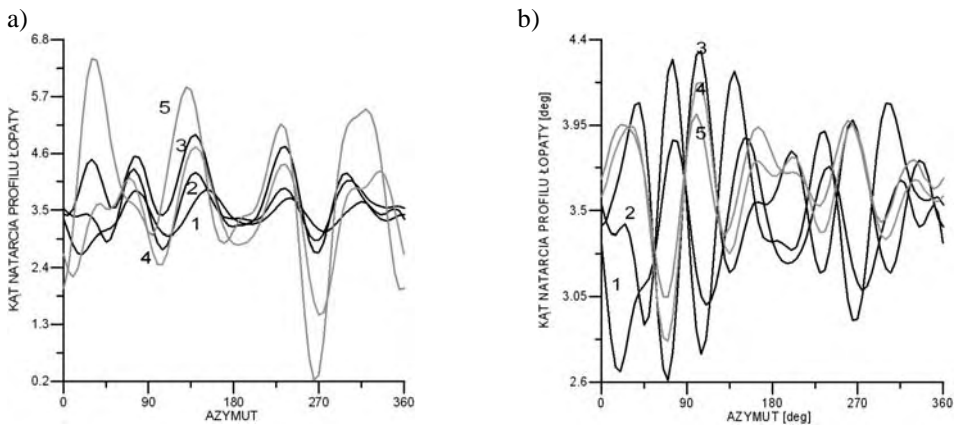 a)
6.8
5.7
4.6
3.5
2.4
1.3
0.2
KĄT NATARCIA PROFILU ŁOPATY
5
3
2
1
4
0 90 180 270 360
AZYMUT
b)
4.4
3.95
3.5
3.05
2.6
KĄT NATARCIA PROFILU ŁOPATY [deg]
3
4
5
2
1
0 90 180 270 360
AZYMUT [deg]